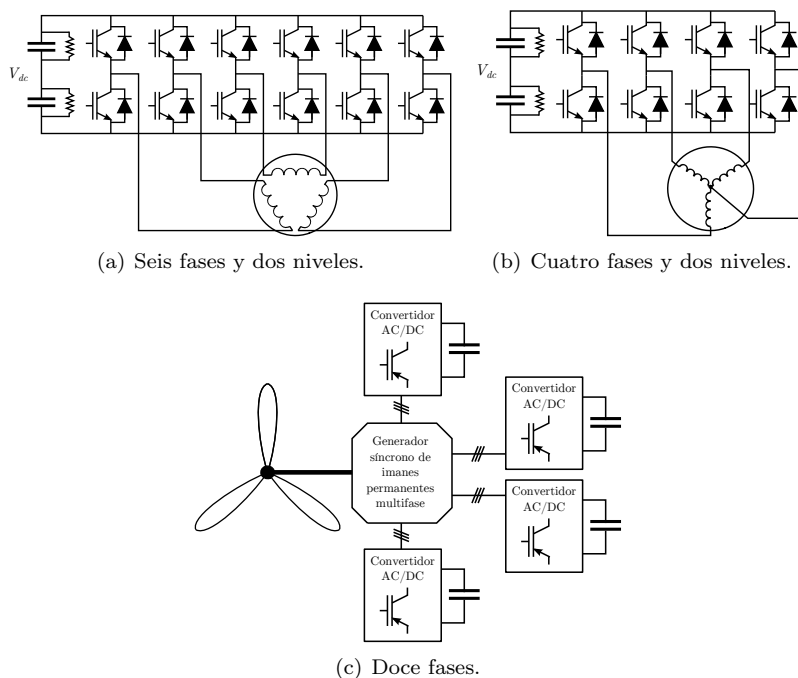 V_dc
V_dc
(a) Seis fases y dos niveles.
(b) Cuatro fases y dos niveles.
Convertidor
AC/DC
Convertidor
AC/DC
Generador
síncrono de
imanes
permanentes
multifase
Convertidor
AC/DC
Convertidor
AC/DC
(c) Doce fases.